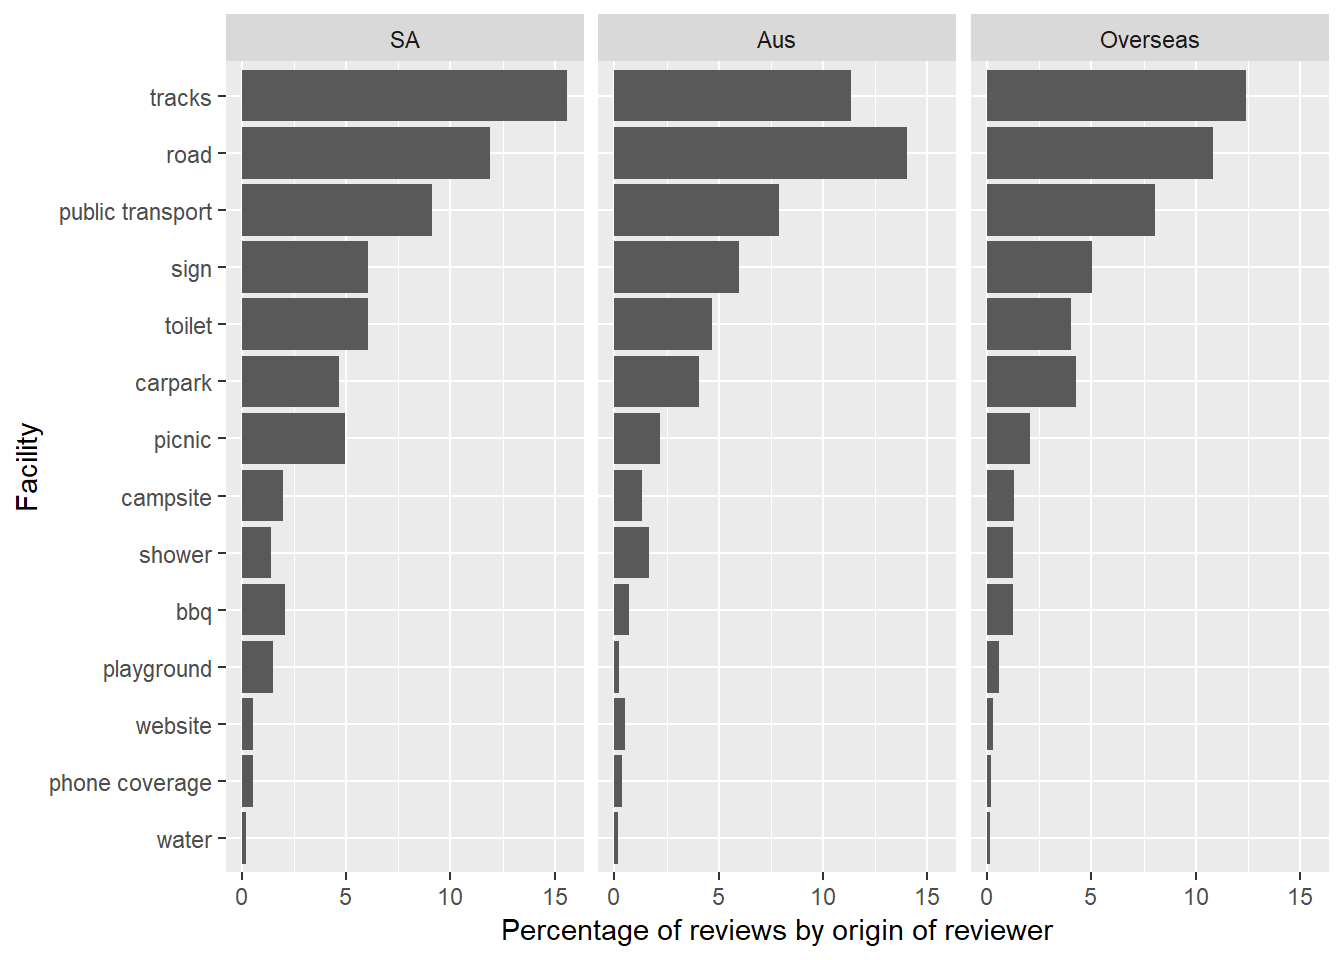 SA Aus Overseas
tracks
road
public transport
sign
toilet
carpark
picnic
campsite
shower
bbq
playground
website
phone coverage
water
Facility
0 5 10 15 0 5 10 15 0 5 10 15
Percentage of reviews by origin of reviewer